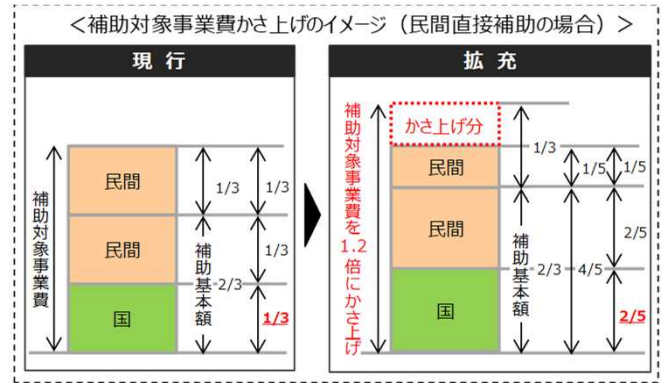 ＜補助対象事業費かさ上げのイメージ（民間直接補助の場合）＞
現 行
補助対象事業費
民間
民間
国
1/3
補助基本額
2/3
1/3
1/3
1/3
拡 充
補助対象事業費を1.2倍にかさ上げ
かさ上げ分
民間
民間
国
1/3
補助基本額
2/3
1/5
4/5
1/5
2/5
2/5